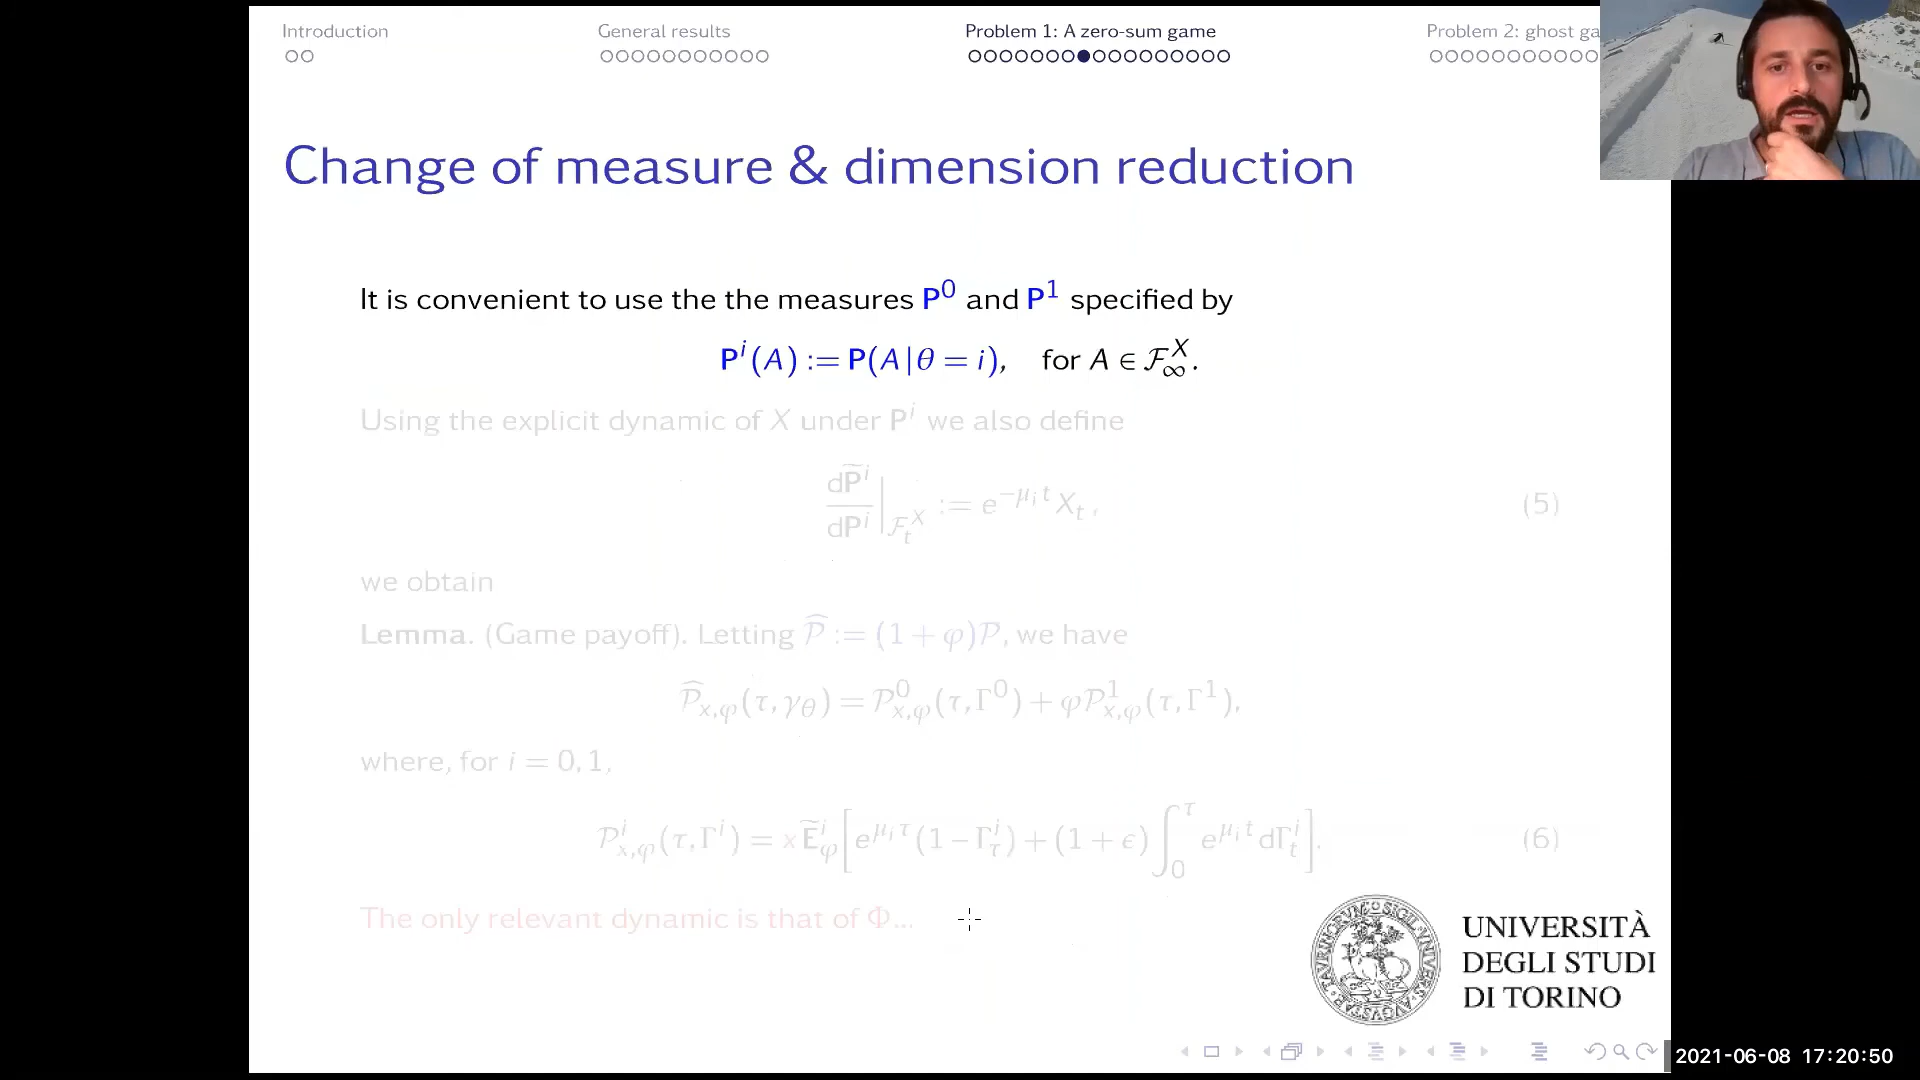 Introduction
General results
Problem 1: A zero-sum game
Problem 2: ghost ga
Change of measure & dimension reduction
It is convenient to use the the measures P^0 and P^1 specified by
P^i(A) := P(A|θ = i), for A ∈ F_∞^X.
Using the explicit dynamic of X under P^i we also define
dP̃^i/dP^i |_{F_t^X} := e^{−μ_i t} X_t, (5)
we obtain
Lemma. (Game payoff). Letting P̂ := (1 + φ)P, we have
P̂_{x,φ}(τ, γ_θ) = P^0_{x,φ}(τ, Γ^0) + φP^1_{x,φ}(τ, Γ^1),
where, for i = 0, 1,
P^i_{x,φ}(τ, Γ^i) = x Ẽ^i_φ[e^{μ_i τ}(1 − Γ^i_τ) + (1 + ϵ) ∫_0^τ e^{μ_i t} dΓ^i_t]. (6)
The only relevant dynamic is that of Φ...
UNIVERSITÀ
DEGLI STUDI
DI TORINO
2021-06-08 17:20:50